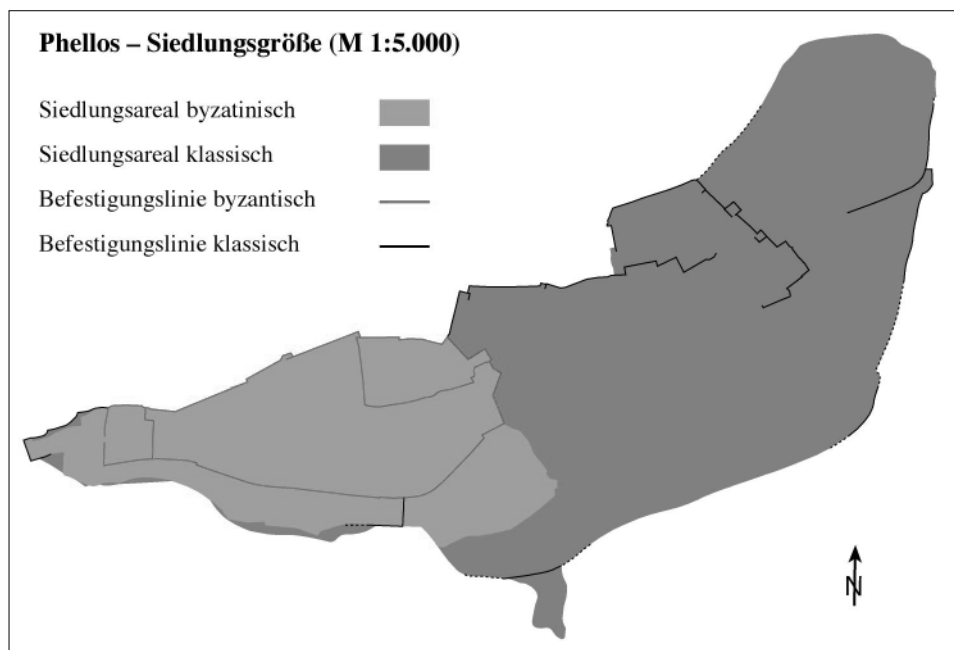 Phellos – Siedlungsgröße (M 1:5.000)
Siedlungsareal byzatinisch
Siedlungsareal klassisch
Befestigungslinie byzantisch
Befestigungslinie klassisch
N